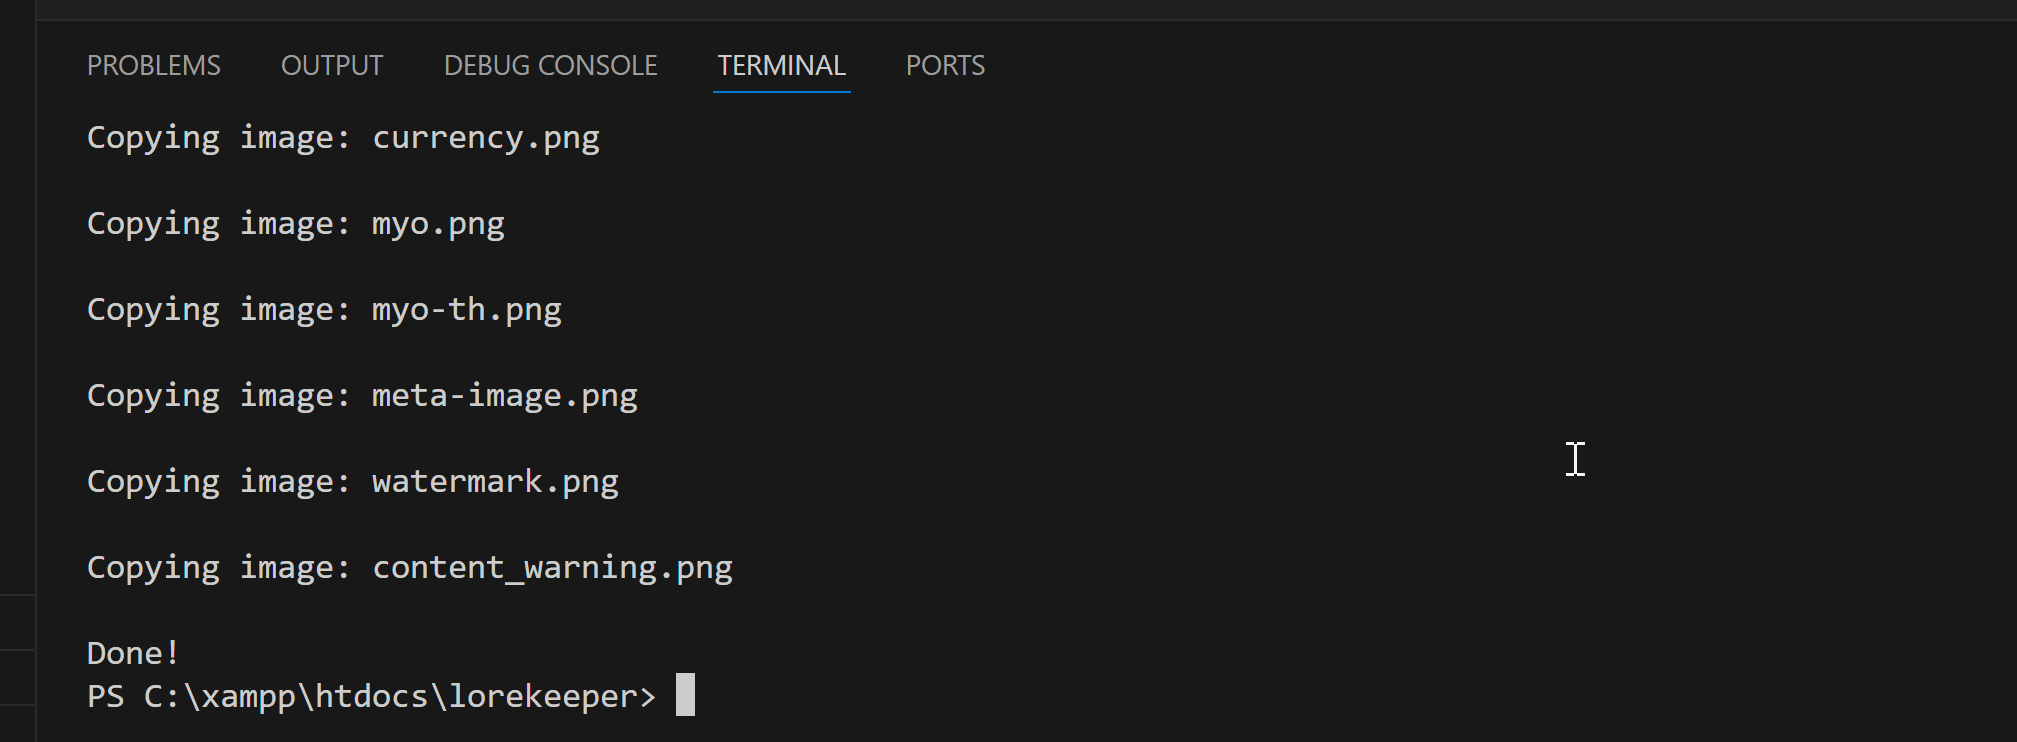 PROBLEMS OUTPUT DEBUG CONSOLE TERMINAL PORTS
Copying image: currency.png
Copying image: myo.png
Copying image: myo-th.png
Copying image: meta-image.png
Copying image: watermark.png
Copying image: content_warning.png
Done!
PS C:\xampp\htdocs\lorekeeper>